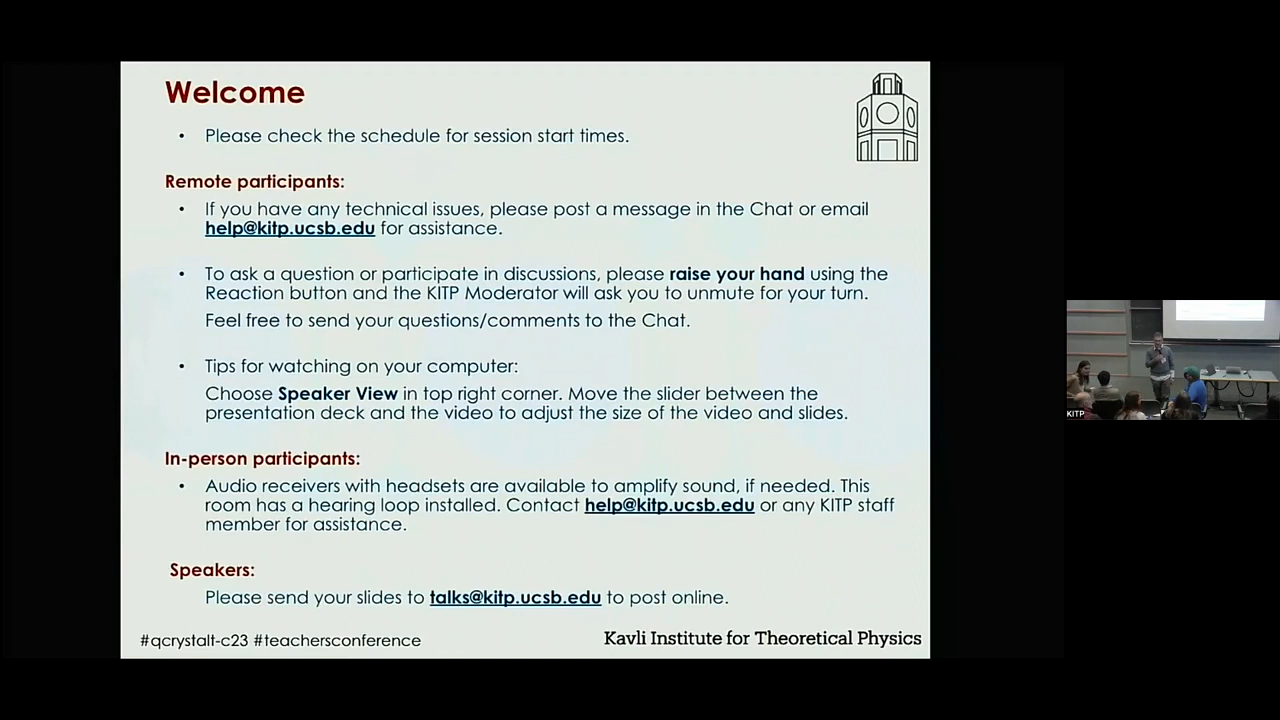 Welcome
• Please check the schedule for session start times.
Remote participants:
• If you have any technical issues, please post a message in the Chat or email
help@kitp.ucsb.edu for assistance.
• To ask a question or participate in discussions, please raise your hand using the
Reaction button and the KITP Moderator will ask you to unmute for your turn.
Feel free to send your questions/comments to the Chat.
• Tips for watching on your computer:
Choose Speaker View in top right corner. Move the slider between the
presentation deck and the video to adjust the size of the video and slides.
In-person participants:
• Audio receivers with headsets are available to amplify sound, if needed. This
room has a hearing loop installed. Contact help@kitp.ucsb.edu or any KITP staff
member for assistance.
Speakers:
Please send your slides to talks@kitp.ucsb.edu to post online.
#qcrystalt-c23 #teachersconference
Kavli Institute for Theoretical Physics
KITP